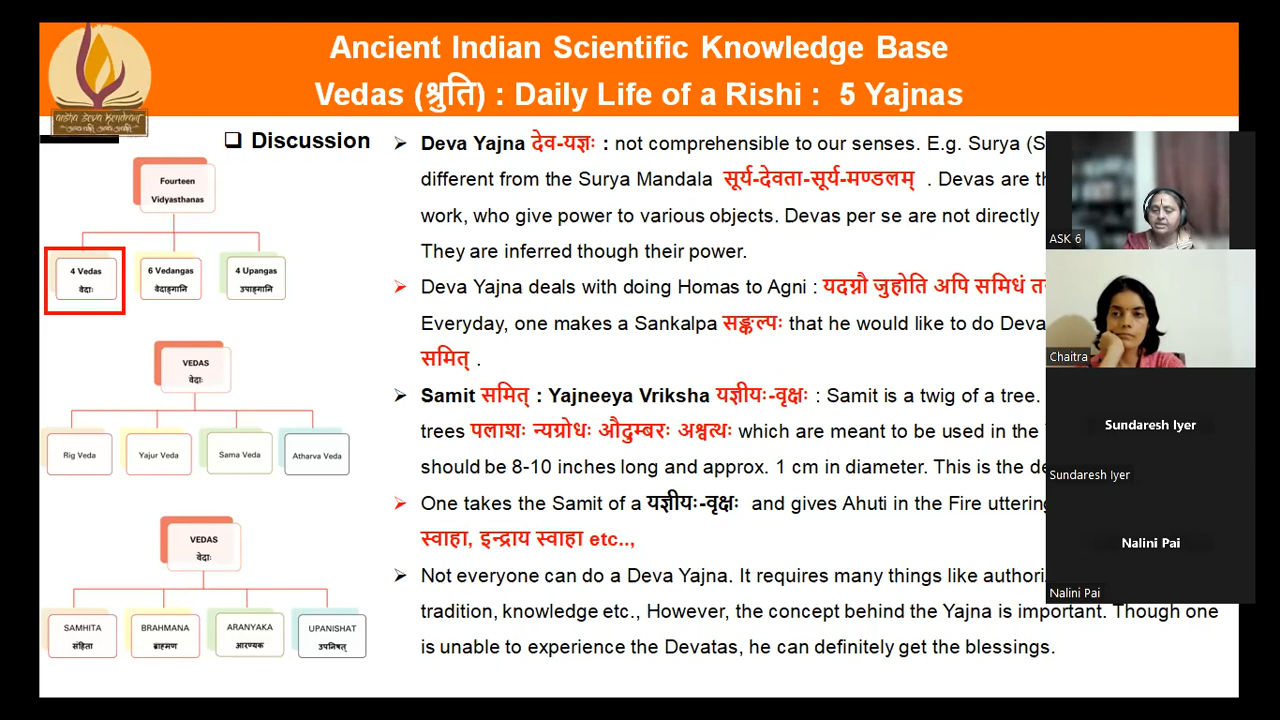 Ancient Indian Scientific Knowledge Base
Vedas (श्रुति) : Daily Life of a Rishi : 5 Yajnas
❑ Discussion
Fourteen
Vidyasthanas
4 Vedas
वेदाः
6 Vedangas
वेदाङ्गानि
4 Upangas
उपाङ्गानि
VEDAS
वेदाः
Rig Veda
Yajur Veda
Sama Veda
Atharva Veda
VEDAS
वेदाः
SAMHITA
संहिता
BRAHMANA
ब्राह्मण
ARANYAKA
आरण्यक
UPANISHAT
उपनिषत्
➢ Deva Yajna देव-यज्ञः : not comprehensible to our senses. E.g. Surya (S
different from the Surya Mandala सूर्य-देवता-सूर्य-मण्डलम् . Devas are th
work, who give power to various objects. Devas per se are not directly
They are inferred though their power.
➢ Deva Yajna deals with doing Homas to Agni : यदग्नौ जुहोति अपि समिधं
Everyday, one makes a Sankalpa सङ्कल्पः that he would like to do Deva
समित् .
➢ Samit समित् : Yajneeya Vriksha यज्ञीयः-वृक्षः : Samit is a twig of a tree.
trees पलाशः न्यग्रोधः औदुम्बरः अश्वत्थः which are meant to be used in the
should be 8-10 inches long and approx. 1 cm in diameter. This is the de
➢ One takes the Samit of a यज्ञीयः-वृक्षः and gives Ahuti in the Fire uttering
स्वाहा, इन्द्राय स्वाहा etc..,
➢ Not everyone can do a Deva Yajna. It requires many things like authori
tradition, knowledge etc., However, the concept behind the Yajna is important. Though one
is unable to experience the Devatas, he can definitely get the blessings.
ASK 6
Chaitra
Sundaresh Iyer
Sundaresh Iyer
Nalini Pai
Nalini Pai